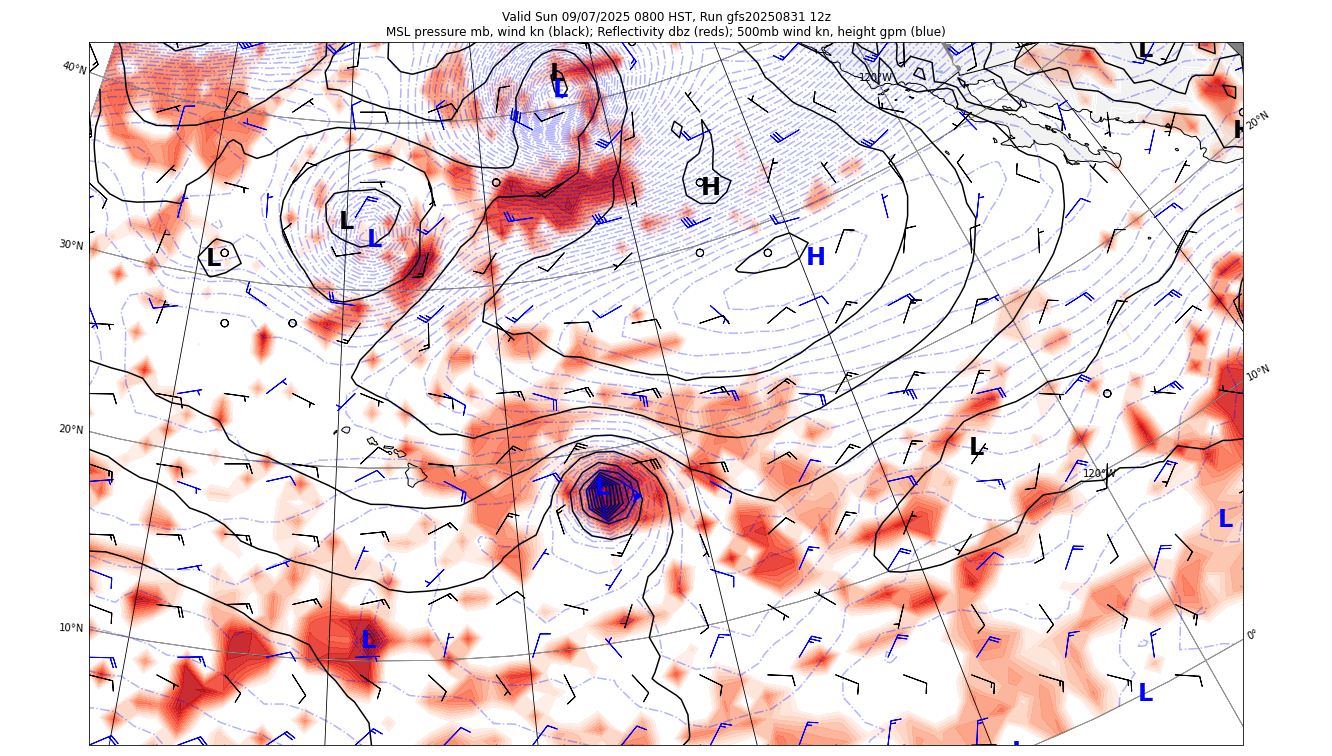 Valid Sun 09/07/2025 0800 HST, Run gfs20250831 12z
MSL pressure mb, wind kn (black); Reflectivity dbz (reds); 500mb wind kn, height gpm (blue)
L
L
40°N
120°W
L
20°N
H
H
L
L
30°N
L
H
10°N
20°N
L
120°W
L
L
10°N
0°
L
L
L